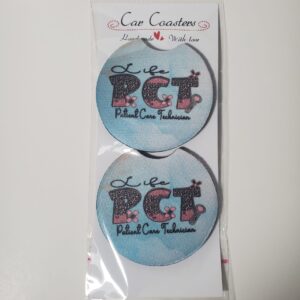 Car Coasters
Handmade With love
Life
PCT
Patient Care Technician
Life
PCT
Patient Care Technician